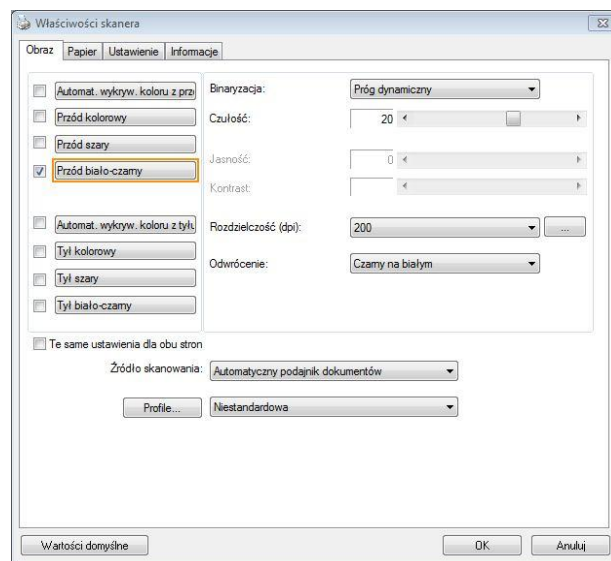 Właściwości skanera
Obraz Papier Ustawienie Informacje
Automat. wykryw. koloru z prz
Przód kolorowy
Przód szary
Przód biało-czarny
Automat. wykryw. koloru z tyłu
Tył kolorowy
Tył szary
Tył biało-czarny
Binaryzacja: Próg dynamiczny
Czułość: 20
Jasność: 0
Kontrast:
Rozdzielczość (dpi): 200 ...
Odwrócenie: Czarny na białym
Te same ustawienia dla obu stron
Źródło skanowania: Automatyczny podajnik dokumentów
Profile... Niestandardowa
Wartości domyślne OK Anuluj